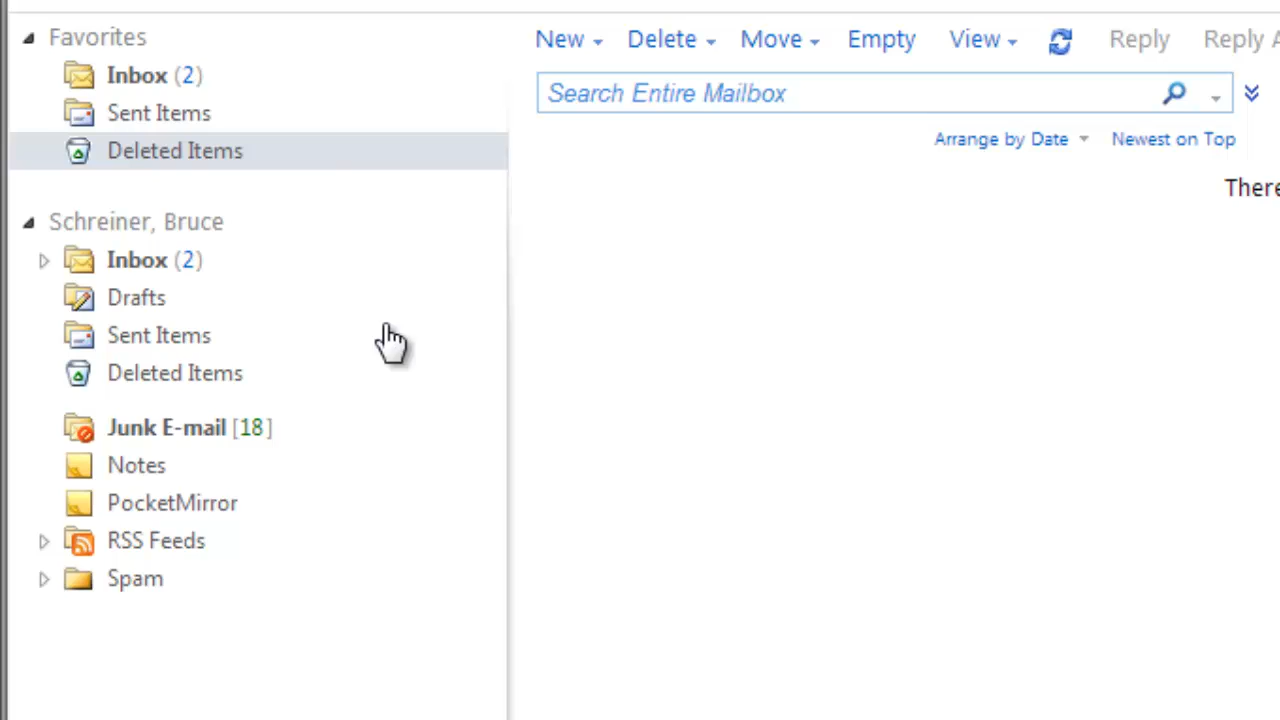 Favorites
Inbox (2)
Sent Items
Deleted Items
Schreiner, Bruce
Inbox (2)
Drafts
Sent Items
Deleted Items
Junk E-mail [18]
Notes
PocketMirror
RSS Feeds
Spam
New Delete Move Empty View Reply Reply A
Search Entire Mailbox
Arrange by Date Newest on Top
There